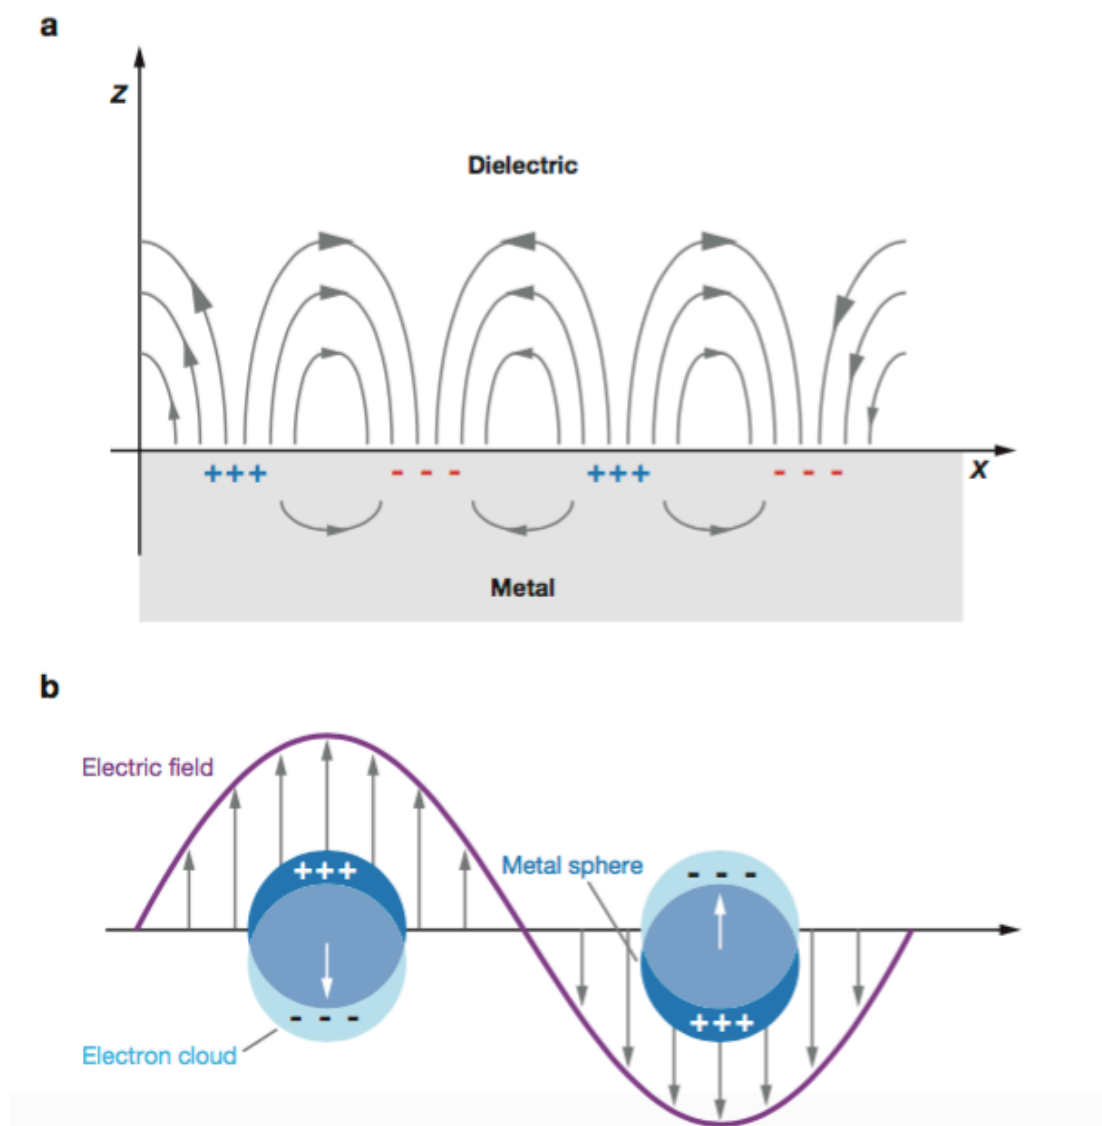 a
z
Dielectric
+++ - - - +++ - - -
x
Metal
b
Electric field
+++
Metal sphere
- - -
- - -
+++
Electron cloud